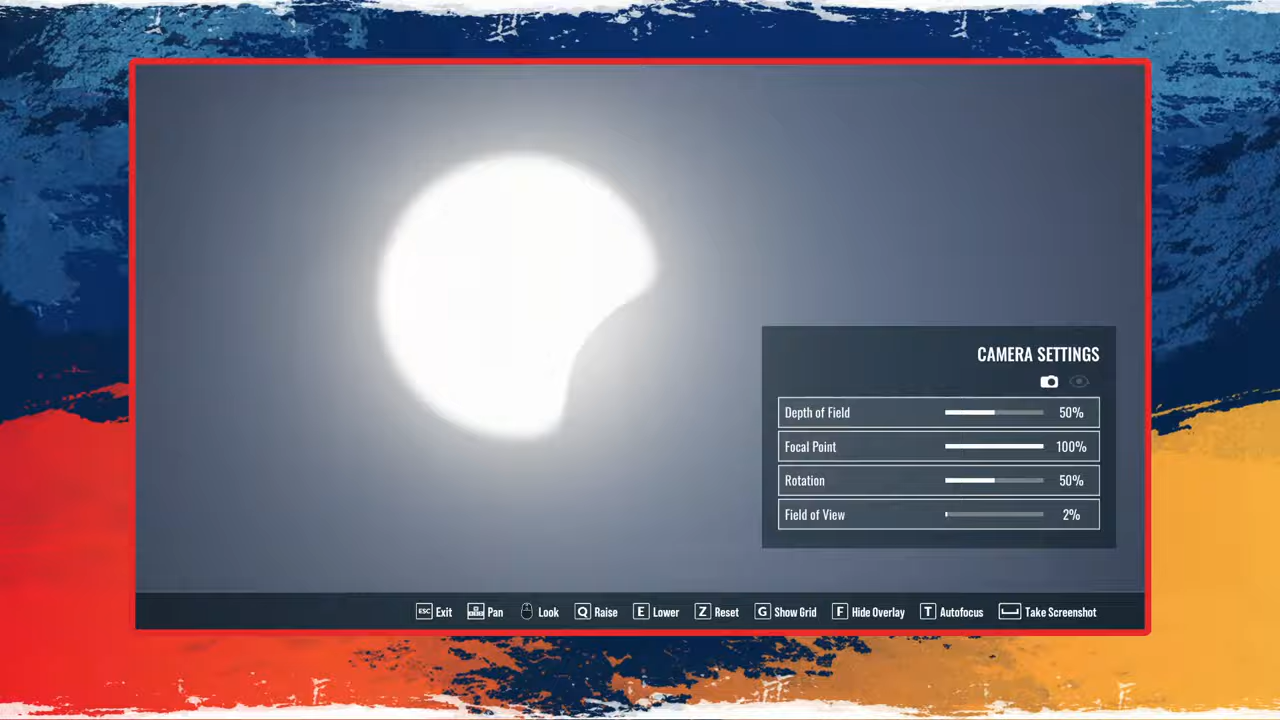 CAMERA SETTINGS
Depth of Field 50%
Focal Point 100%
Rotation 50%
Field of View 2%
ESC Exit Pan Look Q Raise E Lower Z Reset G Show Grid F Hide Overlay T Autofocus Take Screenshot